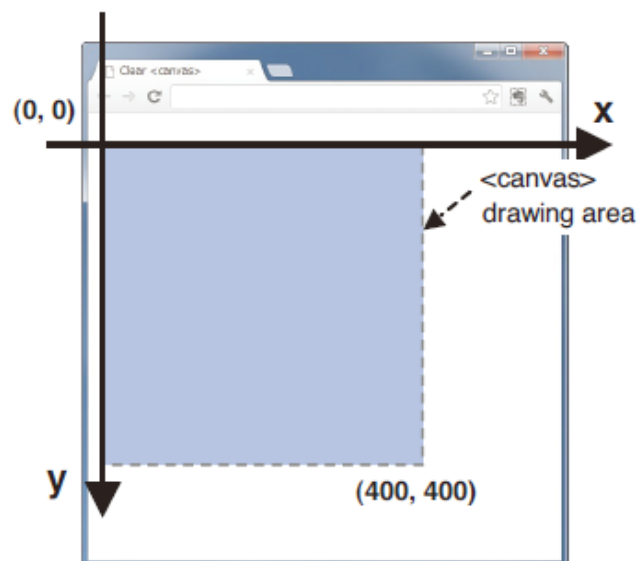 Clear <canvas>
(0, 0)
x
<canvas>
drawing area
y
(400, 400)